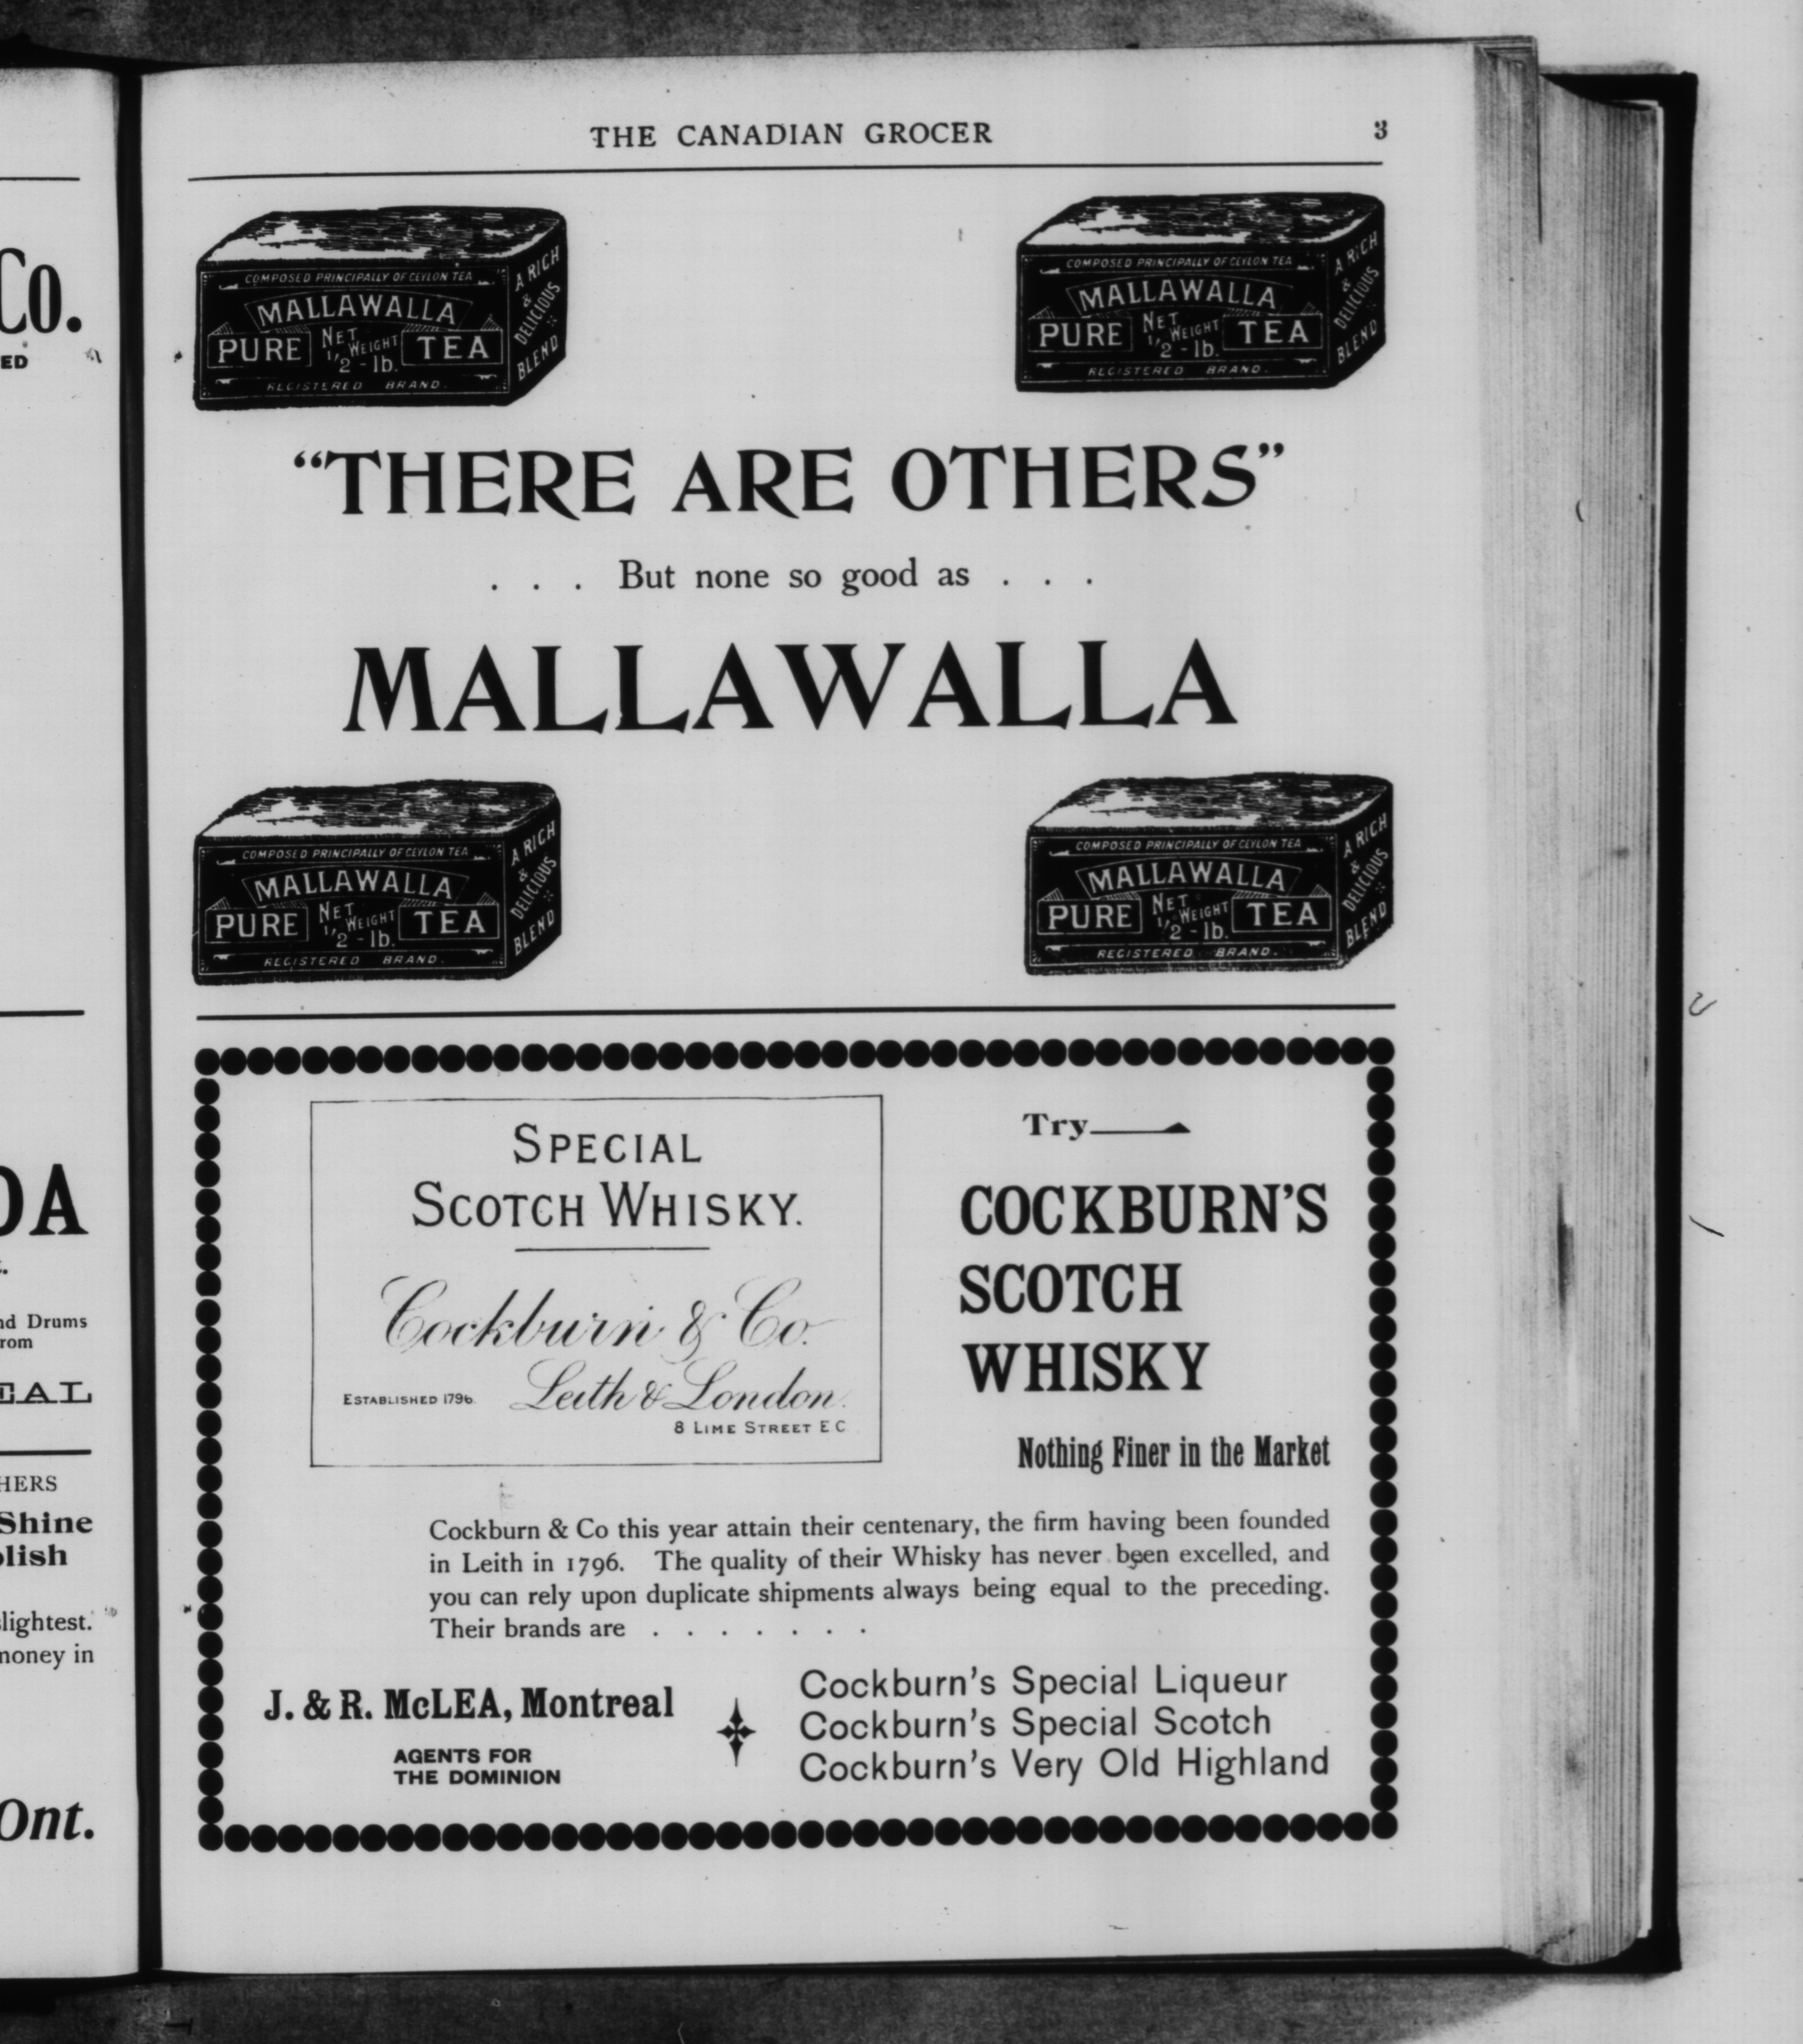 Co.
ED
DA
nd Drums
rom
EAL
HERS
Shine
olish
slightest.
money in
Ont.
THE CANADIAN GROCER 3
COMPOSED PRINCIPALLY OF CEYLON TEA
MALLAWALLA
PURE NET WEIGHT 1/2-lb. TEA
REGISTERED BRAND.
A RICH
&
DELICIOUS
BLEND
COMPOSED PRINCIPALLY OF CEYLON TEA
MALLAWALLA
PURE NET WEIGHT 1/2-lb. TEA
REGISTERED BRAND.
A RICH
&
DELICIOUS
BLEND
“THERE ARE OTHERS”
. . . But none so good as . . .
MALLAWALLA
COMPOSED PRINCIPALLY OF CEYLON TEA
MALLAWALLA
PURE NET WEIGHT 1/2-lb. TEA
REGISTERED BRAND.
A RICH
&
DELICIOUS
BLEND
COMPOSED PRINCIPALLY OF CEYLON TEA
MALLAWALLA
PURE NET WEIGHT 1/2-lb. TEA
REGISTERED BRAND.
A RICH
&
DELICIOUS
BLEND
SPECIAL
SCOTCH WHISKY.
Cockburn & Co.
ESTABLISHED 1796. Leith & London.
8 LIME STREET E C
Try
COCKBURN'S
SCOTCH
WHISKY
Nothing Finer in the Market
Cockburn & Co this year attain their centenary, the firm having been founded
in Leith in 1796. The quality of their Whisky has never been excelled, and
you can rely upon duplicate shipments always being equal to the preceding.
Their brands are . . . . . . .
J. & R. McLEA, Montreal
AGENTS FOR
THE DOMINION
Cockburn's Special Liqueur
Cockburn's Special Scotch
Cockburn's Very Old Highland